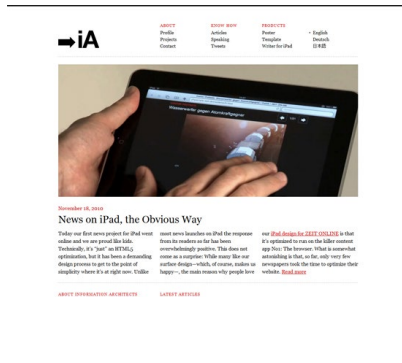 iA
ABOUT
Profile
Projects
Contact
KNOW HOW
Articles
Speaking
Tweets
PRODUCTS
Poster
Template
Writer for iPad
English
Deutsch
日本語
Wasserwerfer gegen Atomkraftgegner
November 18, 2010
News on iPad, the Obvious Way
Today our first news project for iPad went
online and we are proud like kids.
Technically, it's "just" an HTML5
optimization, but it has been a demanding
design process to get to the point of
simplicity where it's at right now. Unlike
most news launches on iPad the response
from its readers so far has been
overwhelmingly positive. This does not
come as a surprise: While many like our
surface design—which, of course, makes us
happy—, the main reason why people love
our iPad design for ZEIT ONLINE is that
it's optimized to run on the killer content
app No1: The browser. What is somewhat
astonishing is that, so far, only very few
newspapers took the time to optimize their
website. Read more
ABOUT INFORMATION ARCHITECTS
LATEST ARTICLES